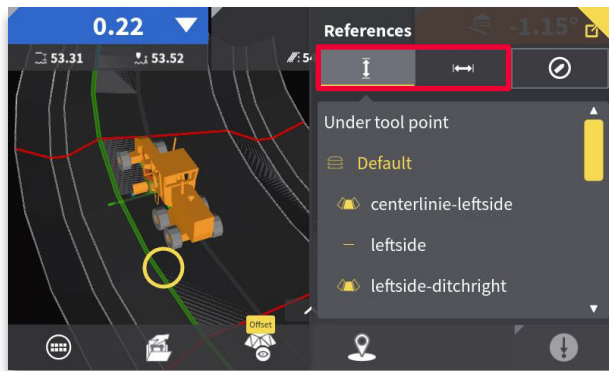 0.22
References
-1.15°
53.31
53.52
54
Under tool point
Default
centerlinie-leftside
leftside
leftside-ditchright
Offset